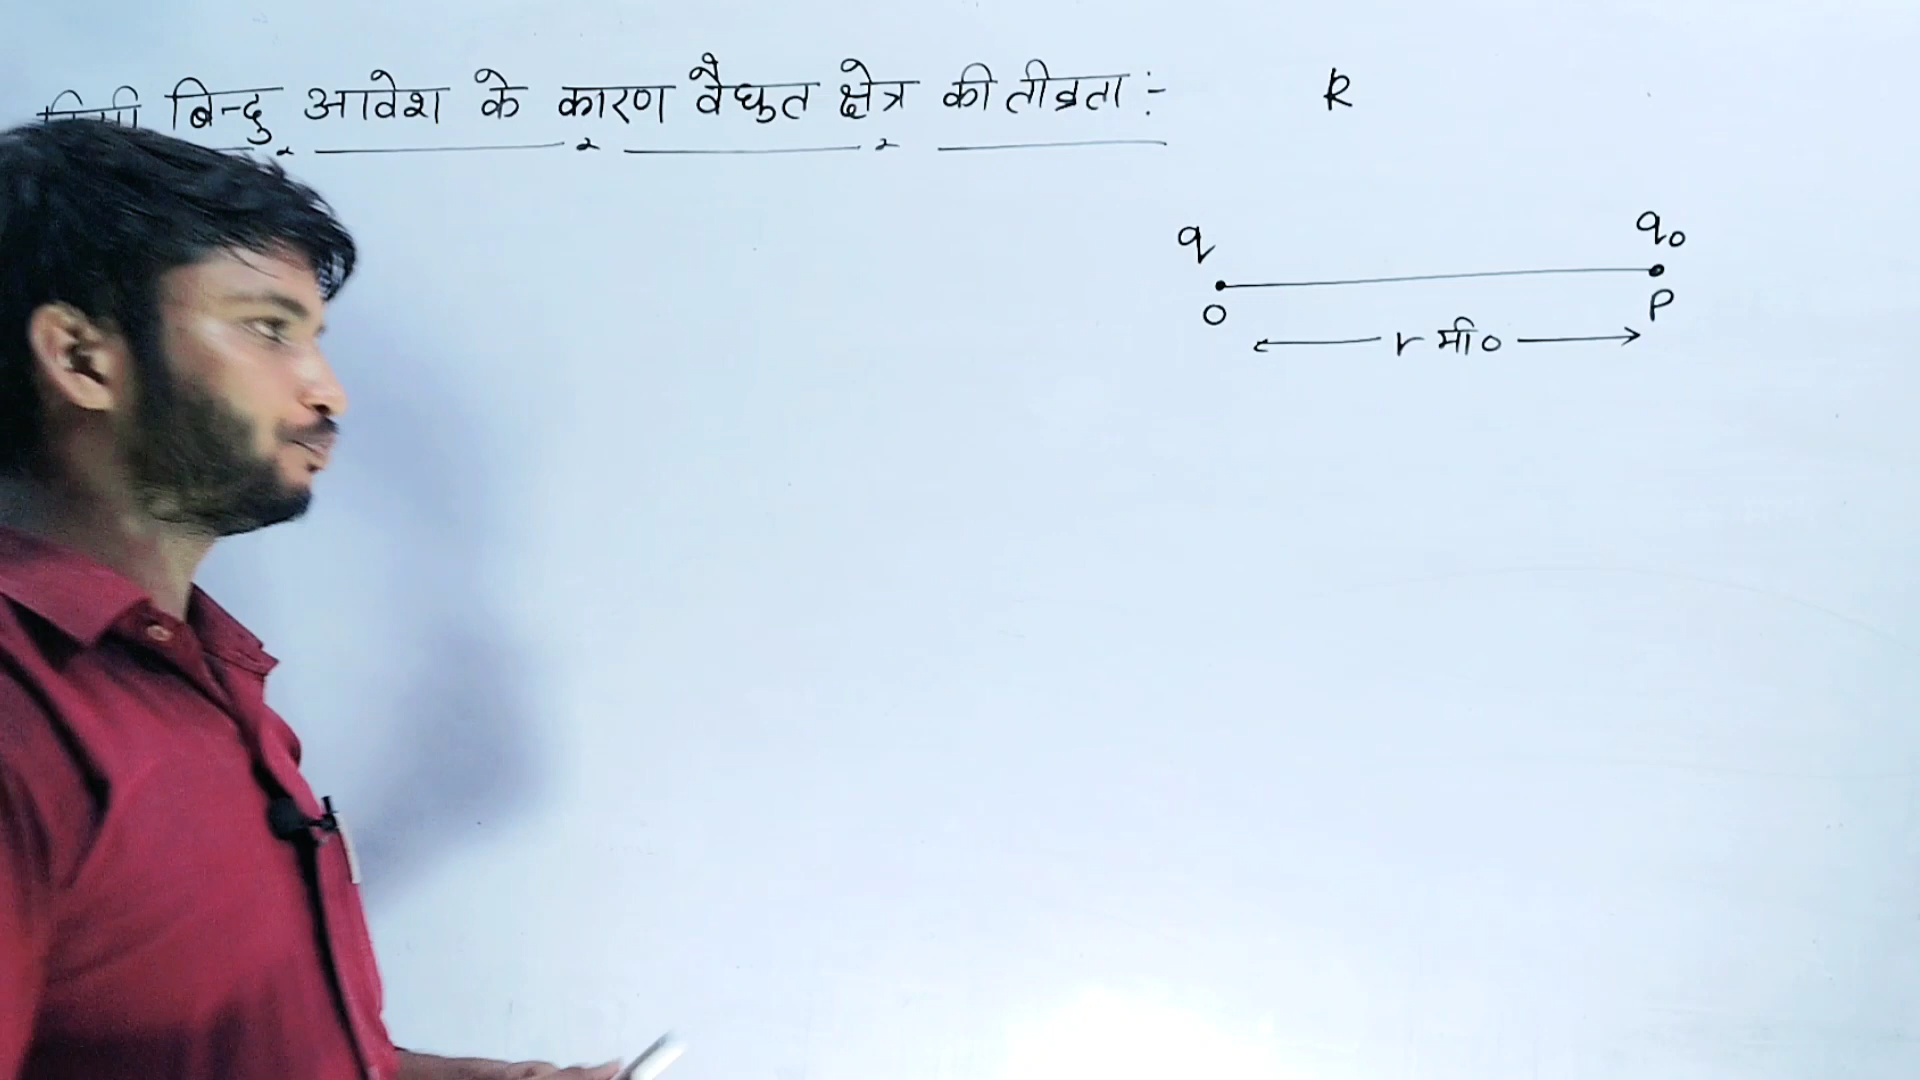 बिन्दु आवेश के कारण वैद्युत क्षेत्र की तीव्रता :-
K
q
q₀
O
P
r मी०